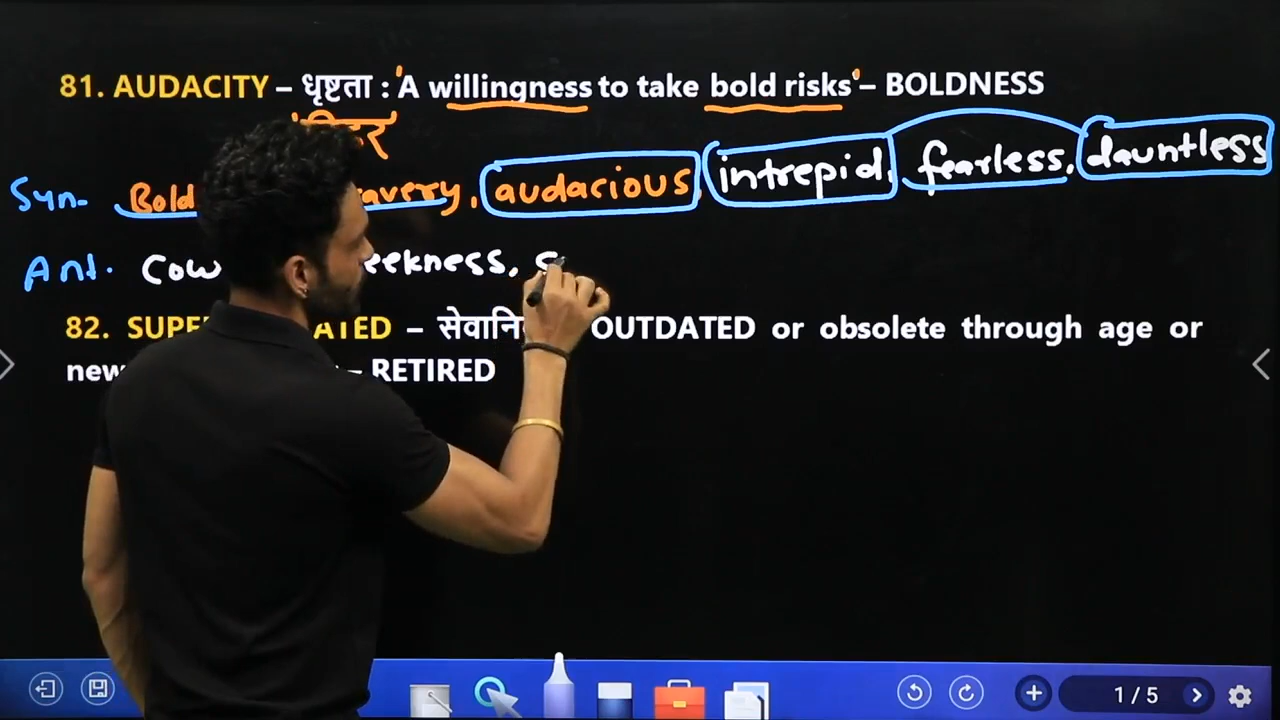 81. AUDACITY – धृष्टता : 'A willingness to take bold risks' – BOLDNESS
Syn. Bold avery, audacious, intrepid, fearless, dauntless
Ant. Cow eekness,
82. SUPE ATED – सेवानि OUTDATED or obsolete through age or
new – RETIRED
1 / 5